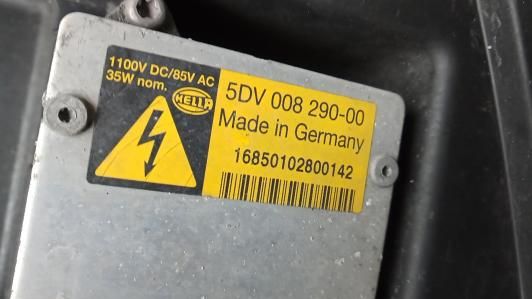 1100V DC/85V AC
35W nom.
HELLA
5DV 008 290-00
Made in Germany
16850102800142